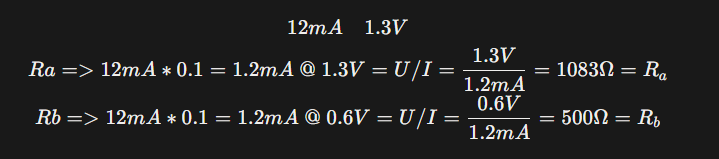 12mA 1.3V
Ra => 12mA * 0.1 = 1.2mA @ 1.3V = U/I = 1.3V/1.2mA = 1083Ω = Rₐ
Rb => 12mA * 0.1 = 1.2mA @ 0.6V = U/I = 0.6V/1.2mA = 500Ω = R_b